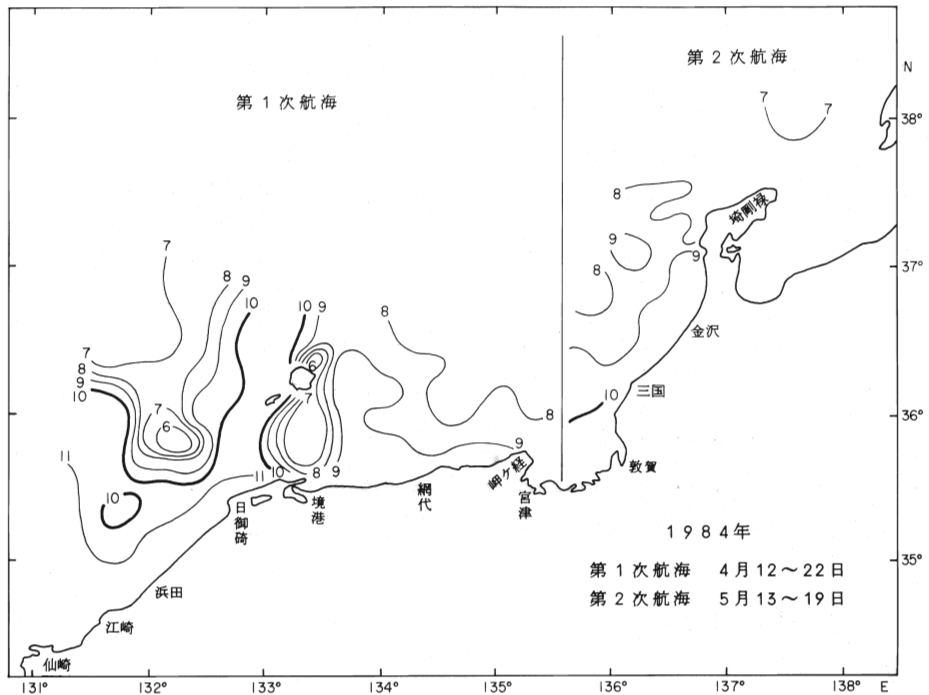 第2次航海
第1次航海
N
7
7
38°
8
禄剛埼
9
9
8
7
8
9
10
10
9
8
37°
金沢
7
8
9
10
6
7
三国
10
36°
7
6
8
9
敦賀
11
11
10
8
9
経ケ岬
10
網代
宮津
境港
日御碕
1984年
35°
第1次航海 4月12～22日
第2次航海 5月13～19日
浜田
江崎
仙崎
131°
132°
133°
134°
135°
136°
137°
138°
E